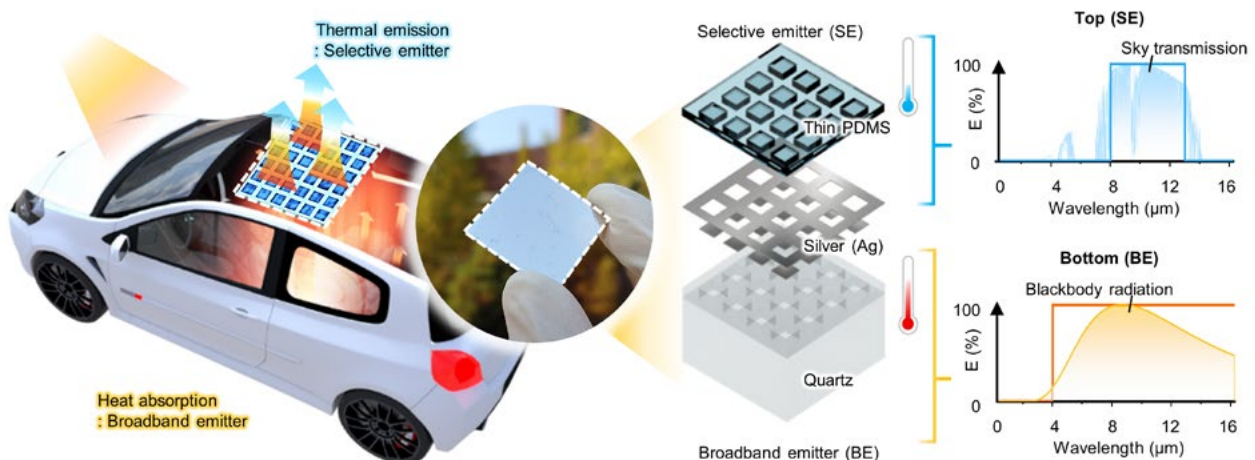 Thermal emission
: Selective emitter
Heat absorption
: Broadband emitter
Selective emitter (SE)
Thin PDMS
Silver (Ag)
Quartz
Broadband emitter (BE)
Top (SE)
Sky transmission
100
E (%)
0
0 4 8 12 16
Wavelength (μm)
Bottom (BE)
Blackbody radiation
100
E (%)
0
0 4 8 12 16
Wavelength (μm)